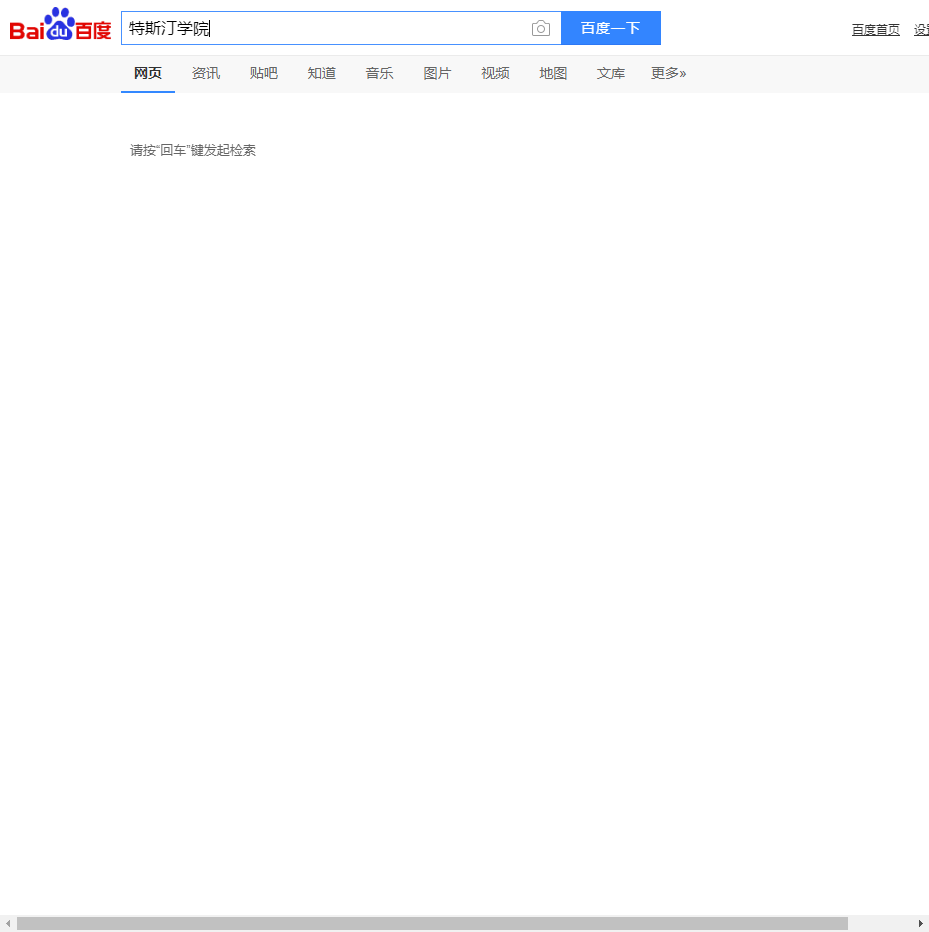 Bai du 百度 特斯汀学院 百度一下 百度首页 设置
网页 资讯 贴吧 知道 音乐 图片 视频 地图 文库 更多»
请按“回车”键发起检索